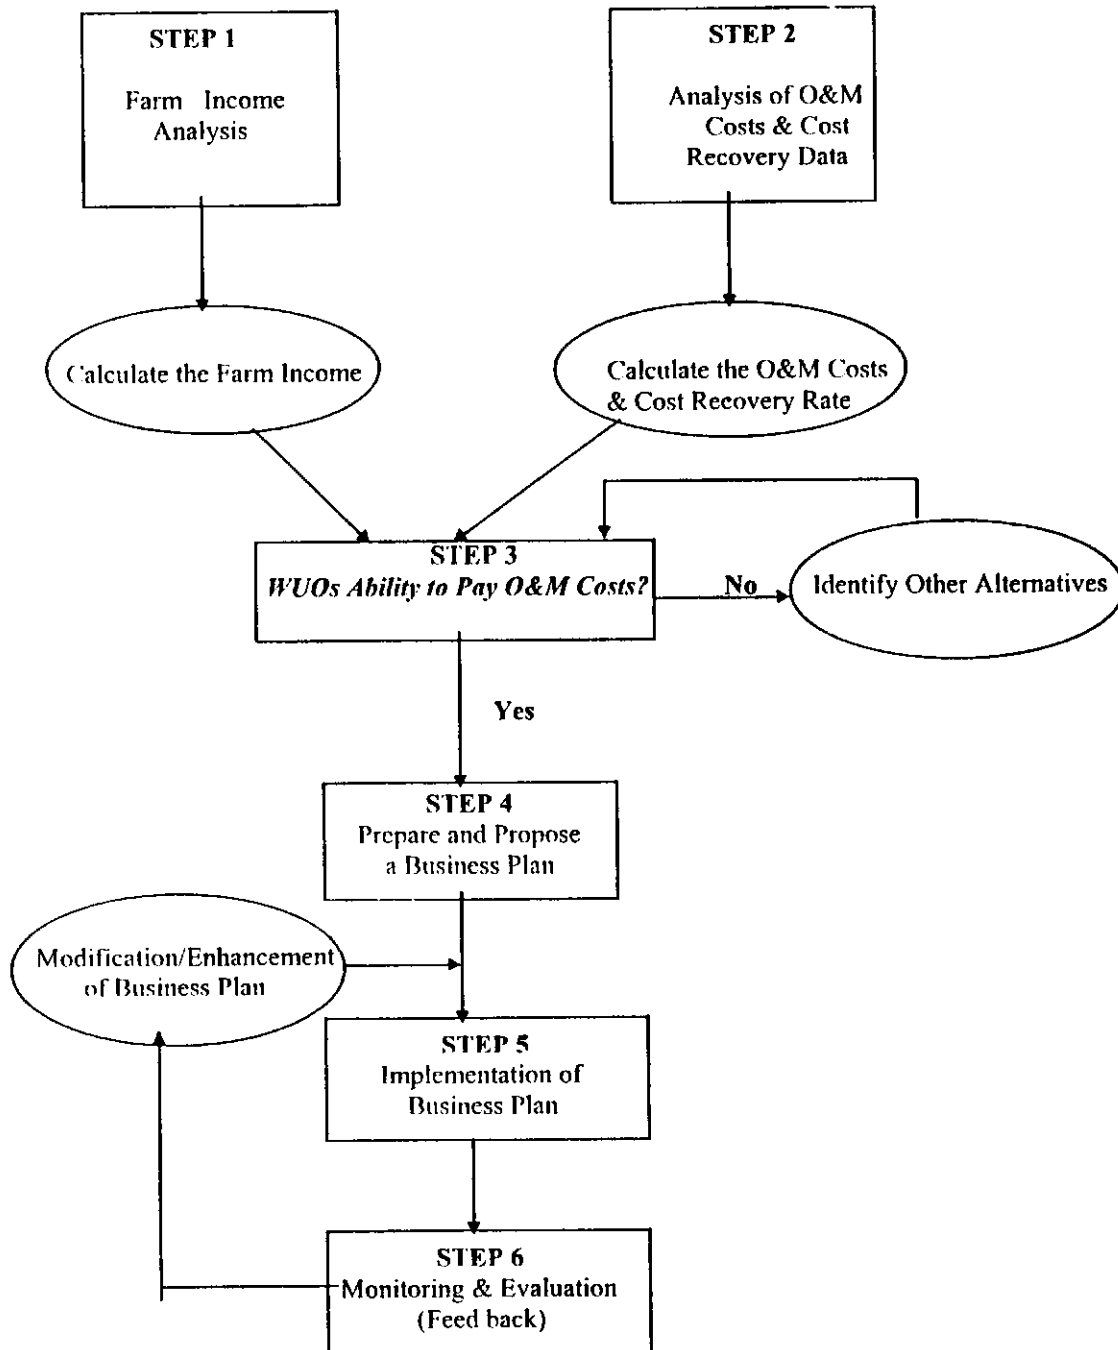 STEP 1
Farm Income
Analysis
STEP 2
Analysis of O&M
Costs & Cost
Recovery Data
Calculate the Farm Income
Calculate the O&M Costs
& Cost Recovery Rate
STEP 3
WUOs Ability to Pay O&M Costs?
No
Identify Other Alternatives
Yes
STEP 4
Prepare and Propose
a Business Plan
Modification/Enhancement
of Business Plan
STEP 5
Implementation of
Business Plan
STEP 6
Monitoring & Evaluation
(Feed back)